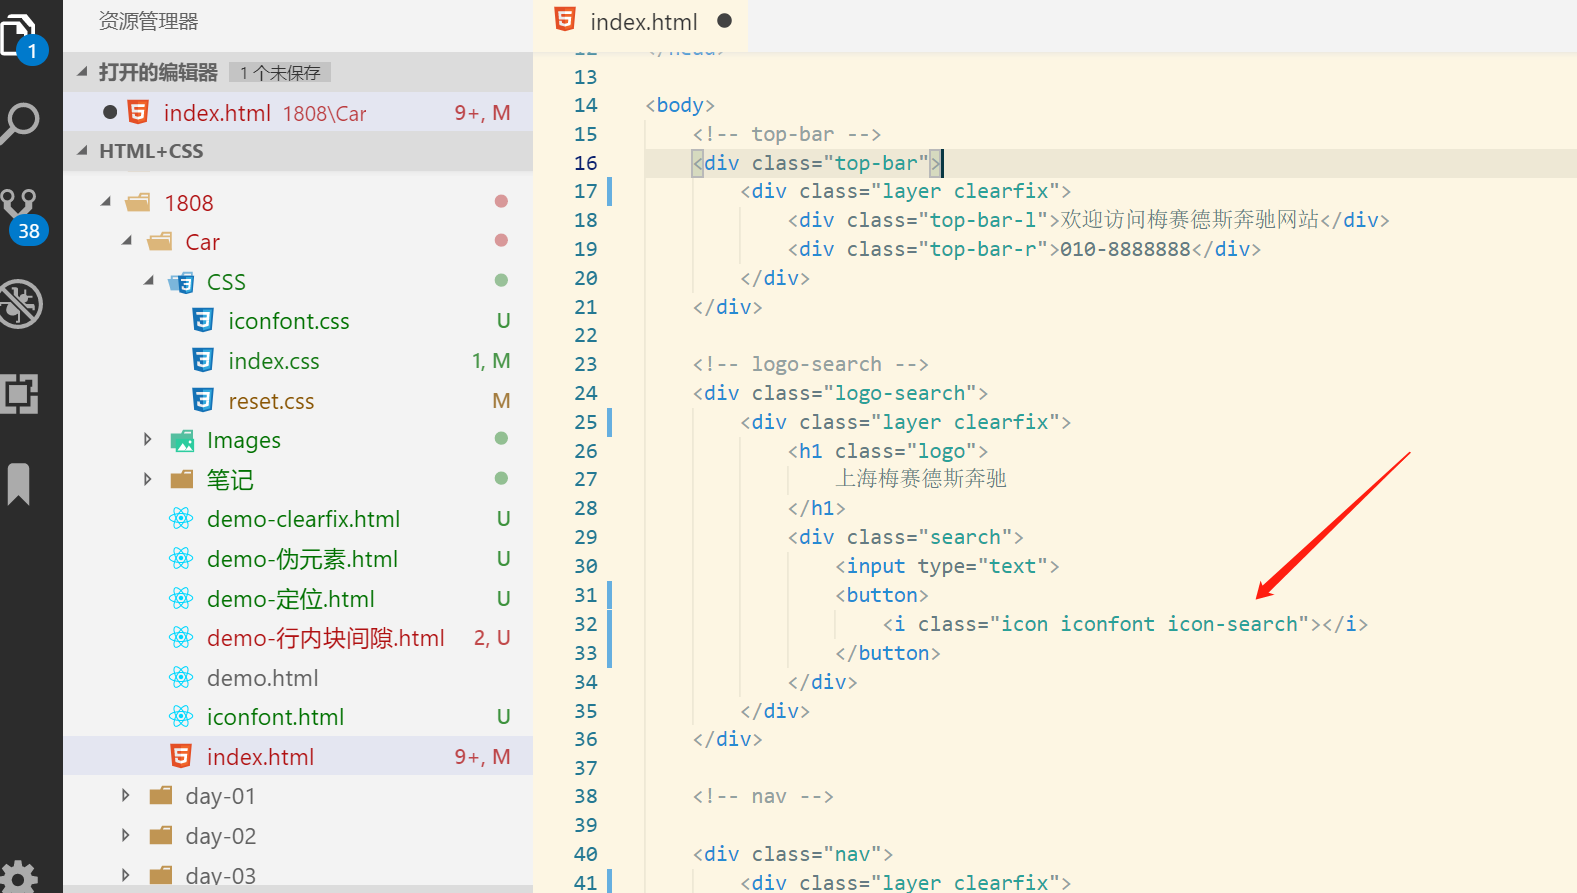 资源管理器
1
打开的编辑器 1 个未保存
index.html 1808\Car 9+, M
HTML+CSS
1808
38
Car
CSS
iconfont.css U
index.css 1, M
reset.css M
Images
笔记
demo-clearfix.html U
demo-伪元素.html U
demo-定位.html U
demo-行内块间隙.html 2, U
demo.html
iconfont.html U
index.html 9+, M
day-01
day-02
day-03
index.html
12 </head>
13
14 <body>
15 <!-- top-bar -->
16 <div class="top-bar">
17 <div class="layer clearfix">
18 <div class="top-bar-l">欢迎访问梅赛德斯奔驰网站</div>
19 <div class="top-bar-r">010-8888888</div>
20 </div>
21 </div>
22
23 <!-- logo-search -->
24 <div class="logo-search">
25 <div class="layer clearfix">
26 <h1 class="logo">
27 上海梅赛德斯奔驰
28 </h1>
29 <div class="search">
30 <input type="text">
31 <button>
32 <i class="icon iconfont icon-search"></i>
33 </button>
34 </div>
35 </div>
36 </div>
37
38 <!-- nav -->
39
40 <div class="nav">
41 <div class="layer clearfix">